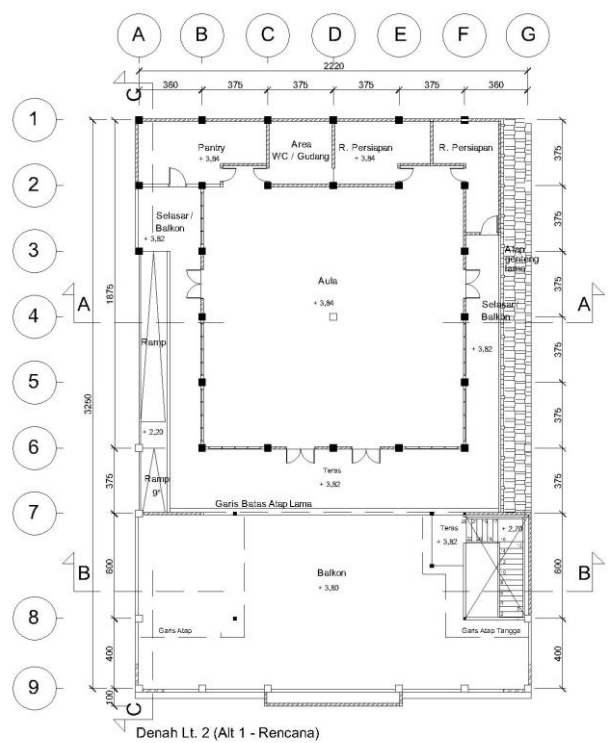 A B C D E F G
2220
360 375 375 375 375 360
C
1
Pantry
+ 3,84
Area
WC / Gudang
R. Persiapan
+ 3,84
R. Persiapan
375
2
Selasar /
Balkon
+ 3,82
375
3
Atap
genteng
lama
Aula
+ 3,84
Selasar/
Balkon
+ 3,82
1875
375
A A
4
Ramp
375
5
3250
375
+ 2,20
6
Ramp
9°
Teras
+ 3,82
375 375
Garis Batas Atap Lama
7
Teras
+ 3,82
+ 2,70
B B
Balkon
+ 3,80
600 600
8
Garis Atap
Garis Atap Tangga
400 400
9
100
C
Denah Lt. 2 (Alt 1 - Rencana)